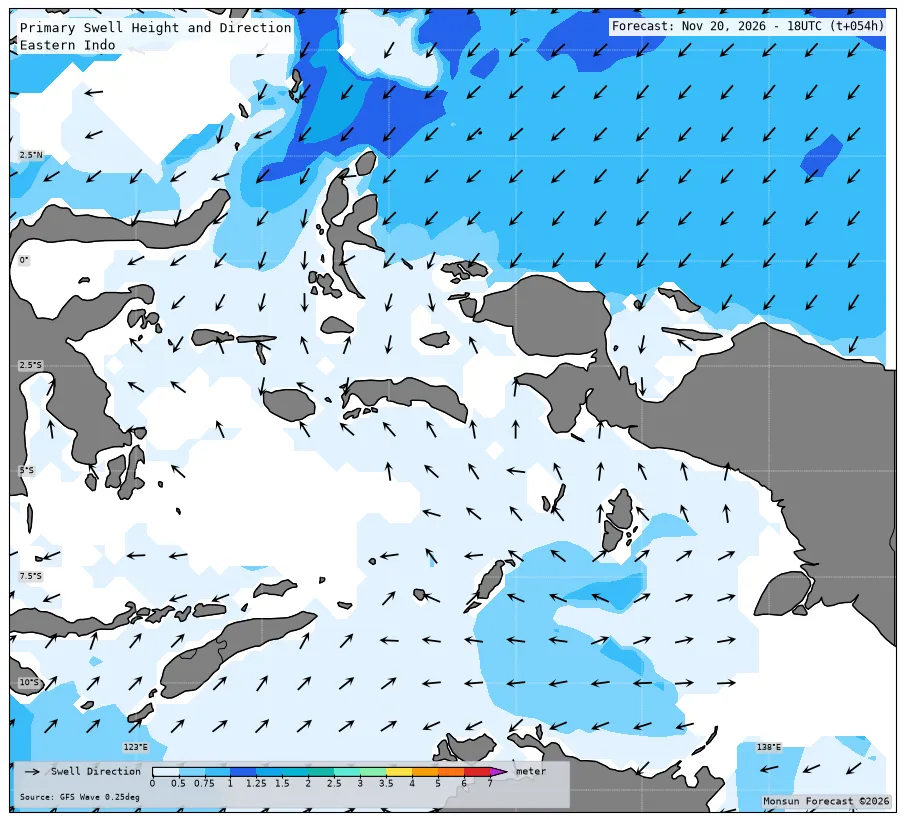 Primary Swell Height and Direction
Eastern Indo
Forecast: Nov 20, 2026 - 18UTC (t+054h)
2.5°N
0°
2.5°S
5°S
7.5°S
10°S
123°E
138°E
Swell Direction
0 0.5 0.75 1 1.25 1.5 2 2.5 3 3.5 4 5 6 7
meter
Source: GFS Wave 0.25deg
Monsun Forecast ©2026